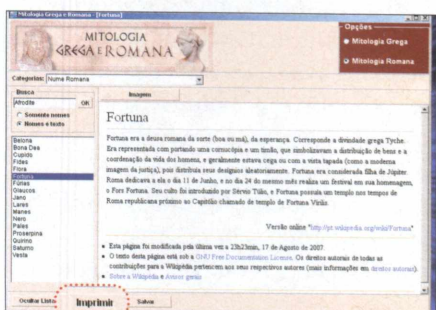 Mitologia Grega e Romana - [Fortuna]
MITOLOGIA
GREGA E ROMANA
Opções
Mitologia Grega
Mitologia Romana
Categorias: Nume Romana
Busca
Afrodite OK
Somente nomes
Nomes e texto
Belona
Bona Dea
Cupido
Fides
Flora
Fortuna
Fúrias
Glaucos
Jano
Lares
Manes
Nero
Pales
Proserpina
Quirino
Saturno
Vesta
Imagem
Fortuna
Fortuna era a deusa romana da sorte (boa ou má), da esperança. Corresponde a divindade grega Tyche.
Era representada com portando uma cornucópia e um timão, que simbolizavam a distribuição de bens e a
coordenação da vida dos homens, e geralmente estava cega ou com a vista tapada (como a moderna
imagem da justiça), pois distribuía seus desígnios aleatoriamente. Fortuna era considerada filha de Júpiter.
Roma dedicava a ela o dia 11 de Junho, e no dia 24 do mesmo mês realiza um festival em sua homenagem,
o Fors Fortuna. Seu culto foi introduzido por Sérvio Túlio, e Fortuna possuía um templo nos tempos de
Roma republicana próximo ao Capitólio chamado de templo de Fortuna Virilis.
Versão online "http://pt.wikipedia.org/wiki/Fortuna"
Esta página foi modificada pela última vez a 23h23min, 17 de Agosto de 2007.
O texto desta página está sob a GNU Free Documentation License. Os direitos autorais de todas as
contribuições para a Wikipédia pertencem aos seus respectivos autores (mais informações em direitos autorais).
Sobre a Wikipédia e Avisos gerais
Ocultar Lista Imprimir Salvar